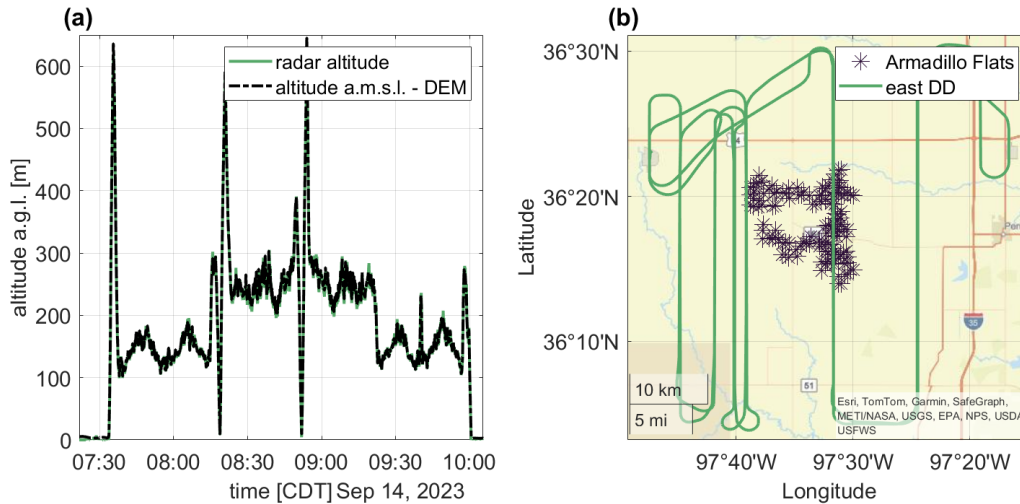 (a)
radar altitude
altitude a.m.s.l. - DEM
600
500
400
300
200
100
0
altitude a.g.l. [m]
07:30
08:00
08:30
09:00
09:30
10:00
time [CDT]
Sep 14, 2023
(b)
Armadillo Flats
east DD
36°30'N
36°20'N
36°10'N
Latitude
35
51
10 km
5 mi
Esri, TomTom, Garmin, SafeGraph,
METI/NASA, USGS, EPA, NPS, USDA
USFWS
97°40'W
97°30'W
97°20'W
Longitude